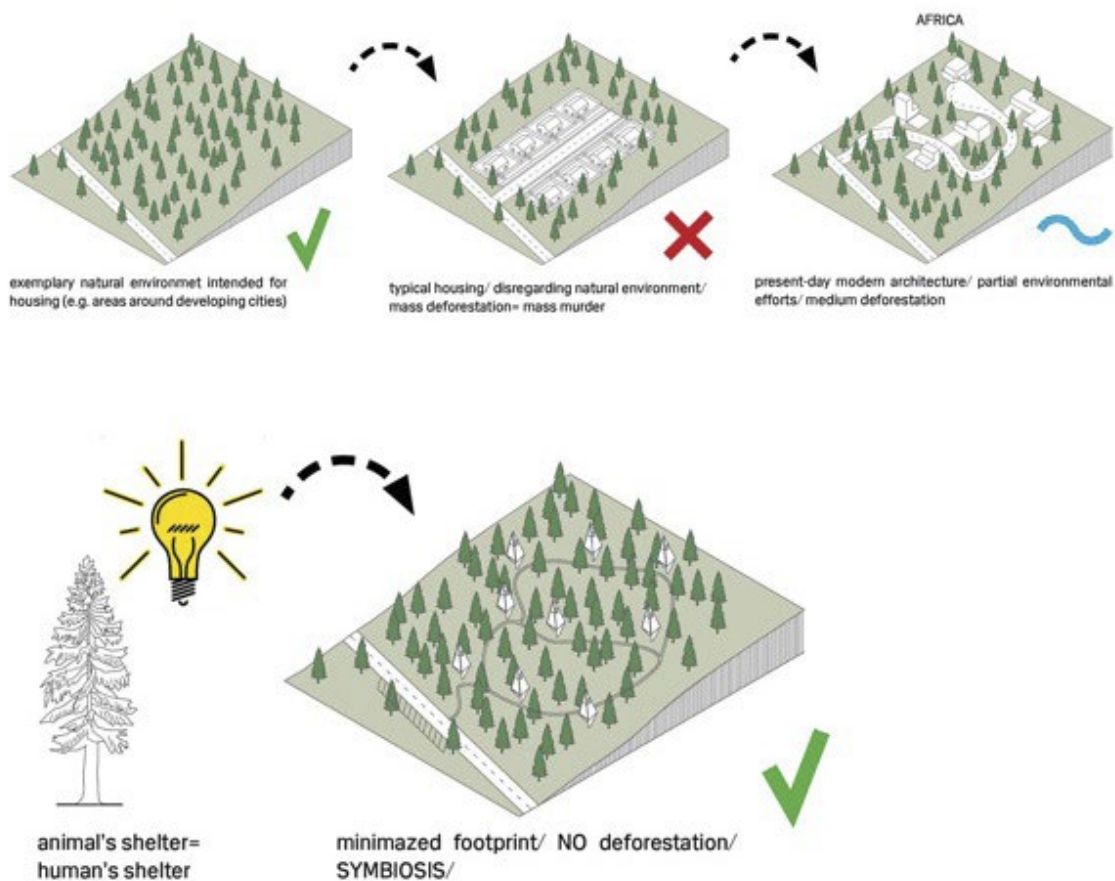 AFRICA
exemplary natural environmet intended for
housing (e.g. areas around developing cities)
typical housing/ disregarding natural environment/
mass deforestation= mass murder
present-day modern architecture/ partial environmental
efforts/ medium deforestation
animal's shelter=
human's shelter
minimazed footprint/ NO deforestation/
SYMBIOSIS/